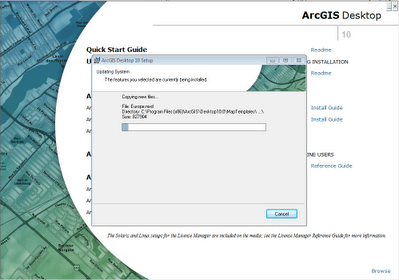 ArcGIS Desktop
10
Quick Start Guide
Readme
U
G INSTALLATION
Readme
A
Install Guide
Install Guide
A
NE USERS
Reference Guide
ArcGIS Desktop 10 Setup
Updating System
The features you selected are currently being installed.
Copying new files...
File: Europe.mxd
Directory: C:\Program Files (x86)\ArcGIS\Desktop10.0\MapTemplates\ ... \
Size: 827904
Cancel
The Solaris and Linux setups for the License Manager are included on the media; see the License Manager Reference Guide for more information.
Browse